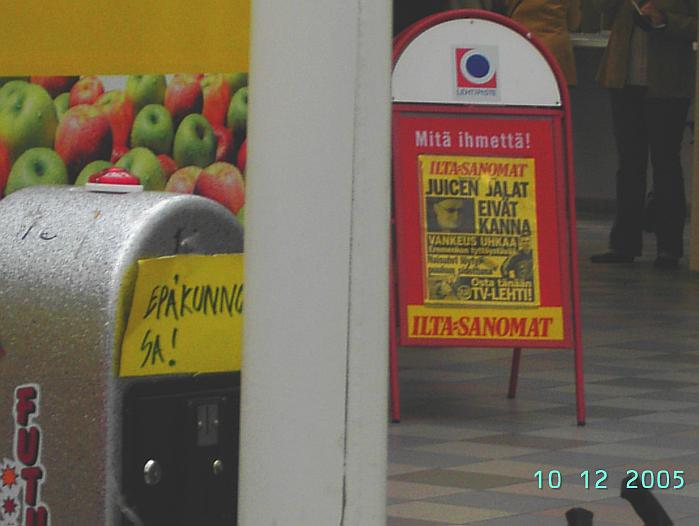 EPÄKUNNO
SA!
FUTU
LEHTIPISTE
Mitä ihmettä!
ILTA-SANOMAT
JUICEN JALAT
EIVÄT
KANNA
VANKEUS UHKAA
Osta tänään
TV-LEHTI!
ILTA-SANOMAT
10 12 2005